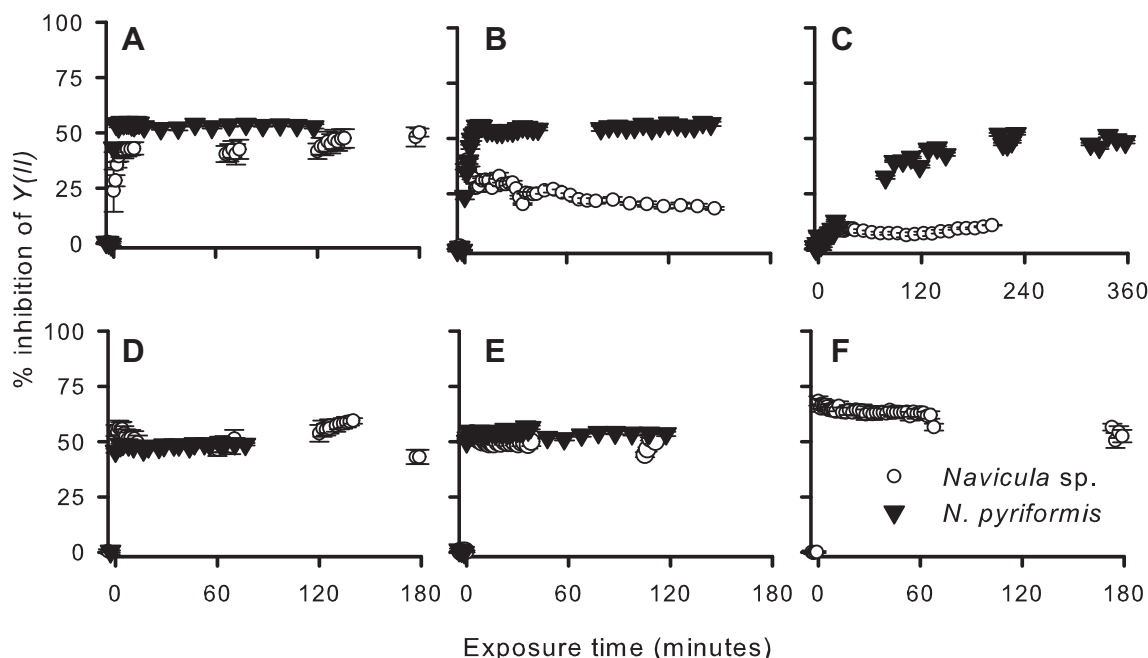 100
75
50
25
0
A
B
C
0 120 240 360
% inhibition of Y(II)
100
75
50
25
0
D
E
F
Navicula sp.
N. pyriformis
0 60 120 180
0 60 120 180
0 60 120 180
Exposure time (minutes)